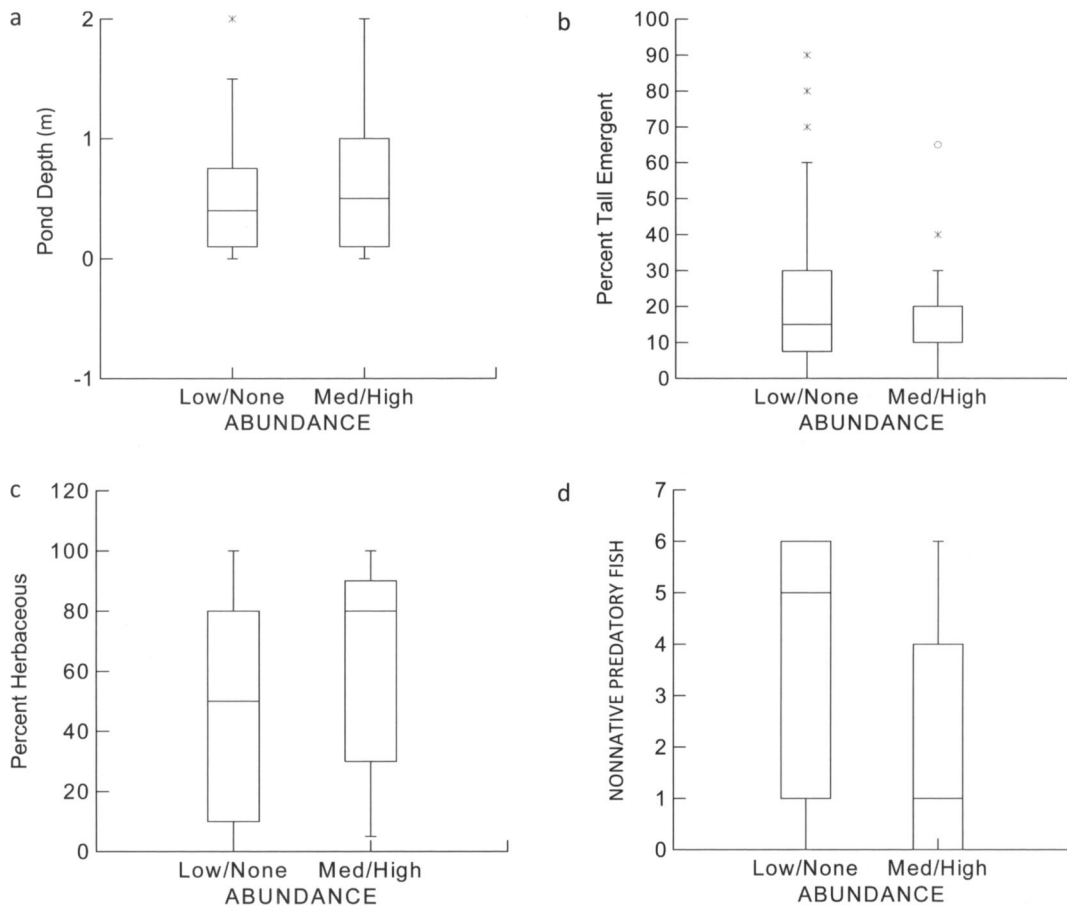 a
Pond Depth (m)
2
1
0
-1
Low/None Med/High
ABUNDANCE
b
Percent Tall Emergent
100
90
80
70
60
50
40
30
20
10
0
Low/None Med/High
ABUNDANCE
c
Percent Herbaceous
120
100
80
60
40
20
0
Low/None Med/High
ABUNDANCE
d
NONNATIVE PREDATORY FISH
7
6
5
4
3
2
1
0
Low/None Med/High
ABUNDANCE